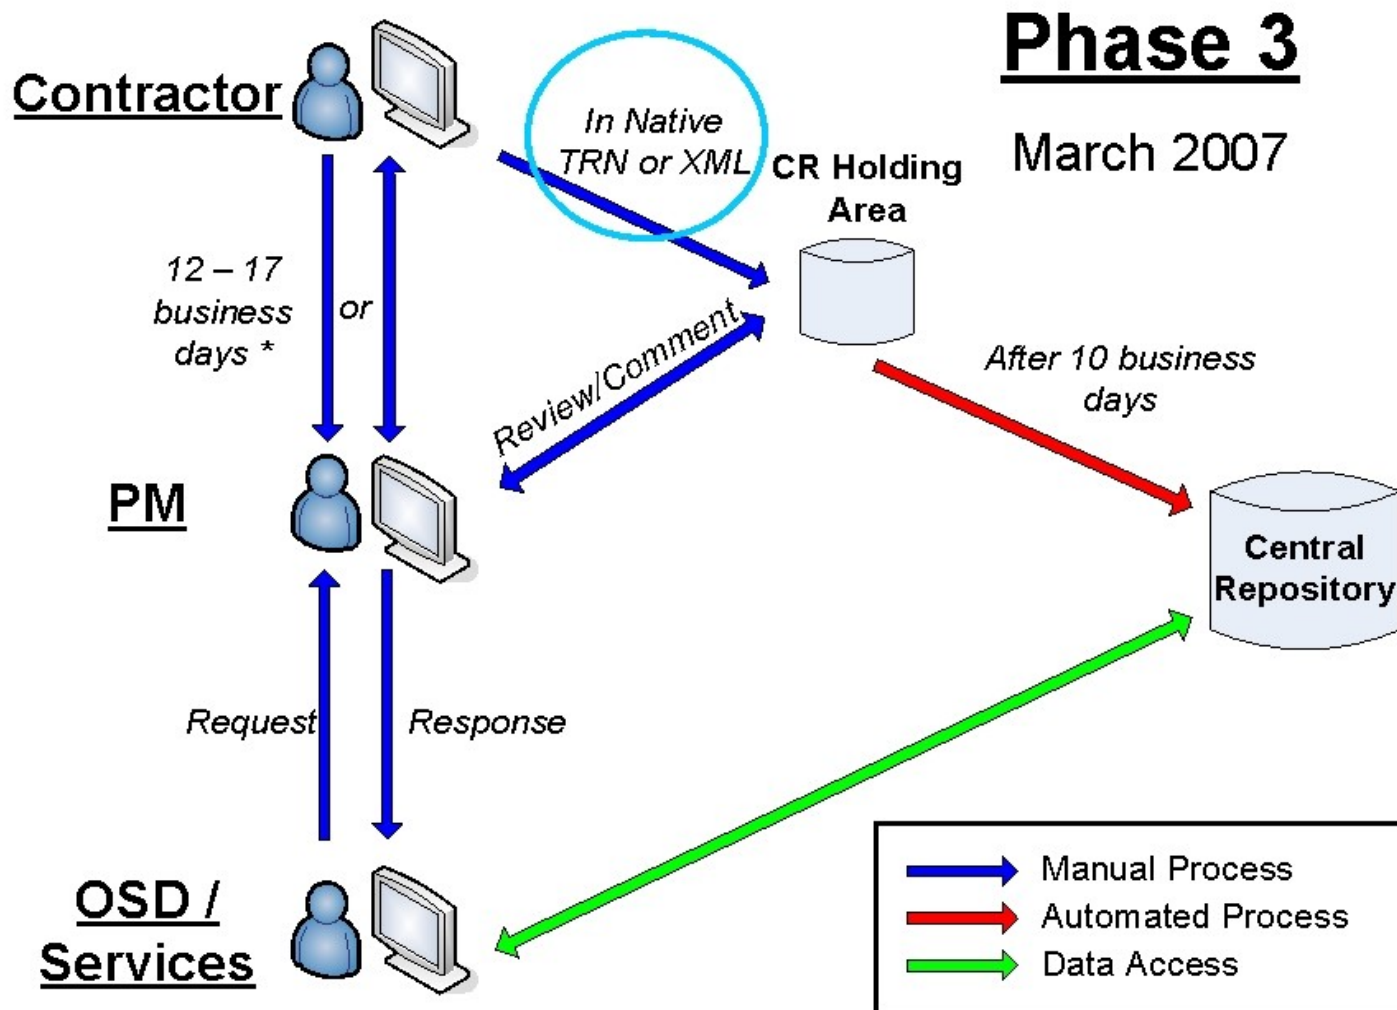 Phase 3
March 2007
Contractor
In Native
TRN or XML
CR Holding
Area
12 – 17
business
days *
or
Review/Comment
After 10 business
days
PM
Central
Repository
Request
Response
OSD /
Services
Manual Process
Automated Process
Data Access